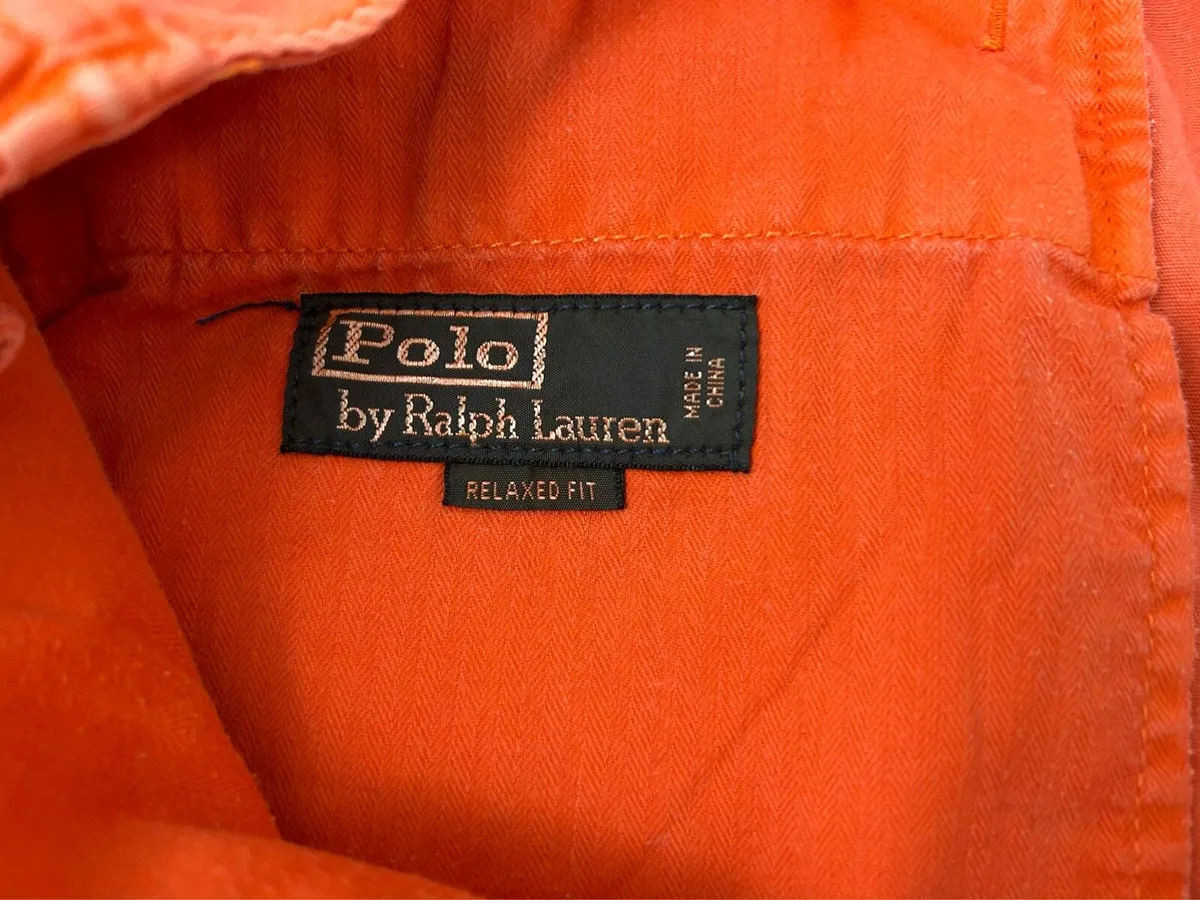 Polo
by Ralph Lauren
MADE IN
CHINA
RELAXED FIT